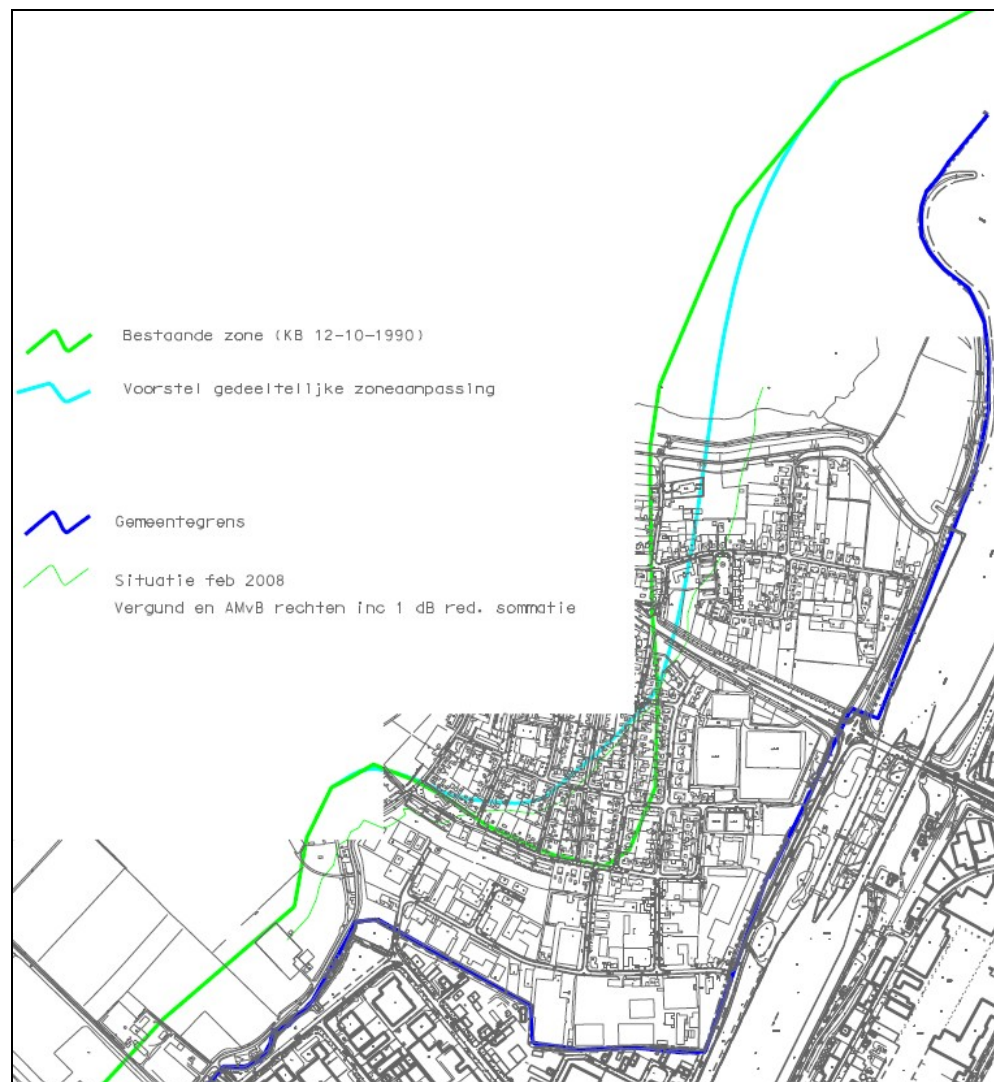 Bestaande zone (KB 12-10-1990)
Voorstel gedeeltelijke zoneaanpassing
Gemeentegrens
Situatie feb 2008
Vergund en AMvB rechten inc 1 dB red. sommatie